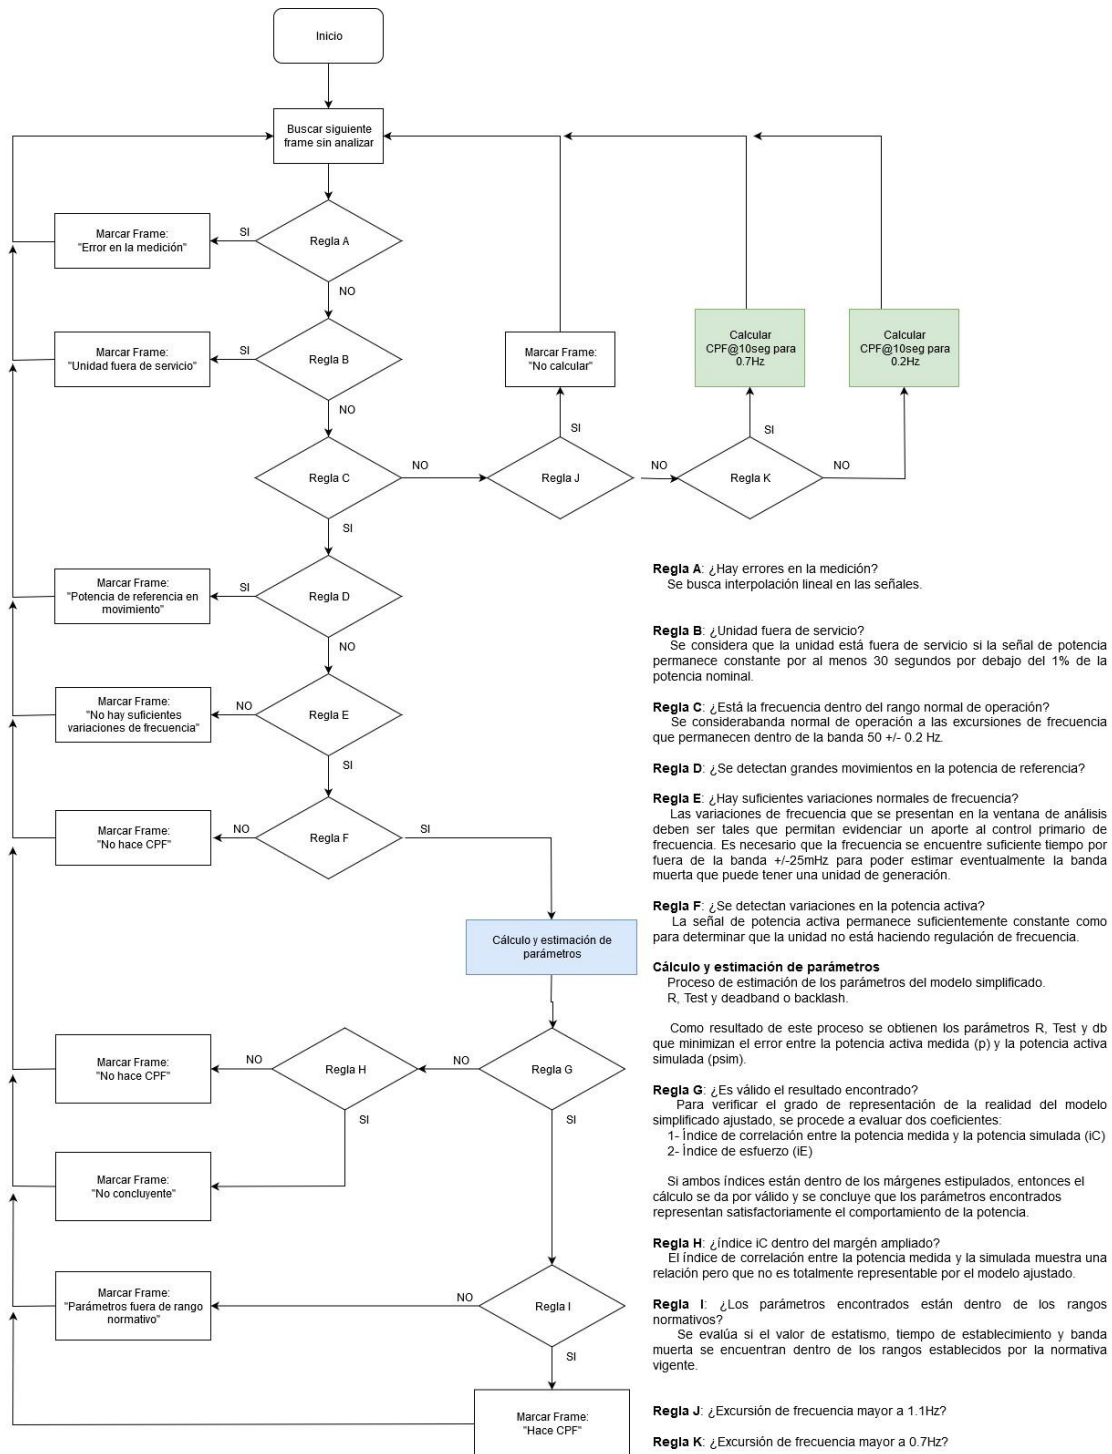 Inicio
Buscar siguiente
frame sin analizar
Marcar Frame:
"Error en la medición"
SI
Regla A
NO
Marcar Frame:
"Unidad fuera de servicio"
SI
Regla B
NO
Marcar Frame:
"No calcular"
Calcular
CPF@10seg para
0.7Hz
Calcular
CPF@10seg para
0.2Hz
SI
SI
Regla C
NO
Regla J
NO
Regla K
NO
SI
Marcar Frame:
"Potencia de referencia en
movimiento"
SI
Regla D
NO
Marcar Frame:
"No hay suficientes
variaciones de frecuencia"
NO
Regla E
SI
Marcar Frame:
"No hace CPF"
NO
Regla F
SI
Cálculo y estimación de
parámetros
Marcar Frame:
"No hace CPF"
NO
Regla H
NO
Regla G
SI
SI
Marcar Frame:
"No concluyente"
Marcar Frame:
"Parámetros fuera de rango
normativo"
NO
Regla I
SI
Marcar Frame:
"Hace CPF"
Regla A: ¿Hay errores en la medición?
Se busca interpolación lineal en las señales.
Regla B: ¿Unidad fuera de servicio?
Se considera que la unidad está fuera de servicio si la señal de potencia
permanece constante por al menos 30 segundos por debajo del 1% de la
potencia nominal.
Regla C: ¿Está la frecuencia dentro del rango normal de operación?
Se considerabanda normal de operación a las excursiones de frecuencia
que permanecen dentro de la banda 50 +/- 0.2 Hz.
Regla D: ¿Se detectan grandes movimientos en la potencia de referencia?
Regla E: ¿Hay suficientes variaciones normales de frecuencia?
Las variaciones de frecuencia que se presentan en la ventana de análisis
deben ser tales que permitan evidenciar un aporte al control primario de
frecuencia. Es necesario que la frecuencia se encuentre suficiente tiempo por
fuera de la banda +/-25mHz para poder estimar eventualmente la banda
muerta que puede tener una unidad de generación.
Regla F: ¿Se detectan variaciones en la potencia activa?
La señal de potencia activa permanece suficientemente constante como
para determinar que la unidad no está haciendo regulación de frecuencia.
Cálculo y estimación de parámetros
Proceso de estimación de los parámetros del modelo simplificado.
R, Test y deadband o backlash.
Como resultado de este proceso se obtienen los parámetros R, Test y db
que minimizan el error entre la potencia activa medida (p) y la potencia activa
simulada (psim).
Regla G: ¿Es válido el resultado encontrado?
Para verificar el grado de representación de la realidad del modelo
simplificado ajustado, se procede a evaluar dos coeficientes:
1- Índice de correlación entre la potencia medida y la potencia simulada (iC)
2- Índice de esfuerzo (iE)
Si ambos índices están dentro de los márgenes estipulados, entonces el
cálculo se da por válido y se concluye que los parámetros encontrados
representan satisfactoriamente el comportamiento de la potencia.
Regla H: ¿índice iC dentro del margén ampliado?
El índice de correlación entre la potencia medida y la simulada muestra una
relación pero que no es totalmente representable por el modelo ajustado.
Regla I: ¿Los parámetros encontrados están dentro de los rangos
normativos?
Se evalúa si el valor de estatismo, tiempo de establecimiento y banda
muerta se encuentran dentro de los rangos establecidos por la normativa
vigente.
Regla J: ¿Excursión de frecuencia mayor a 1.1Hz?
Regla K: ¿Excursión de frecuencia mayor a 0.7Hz?